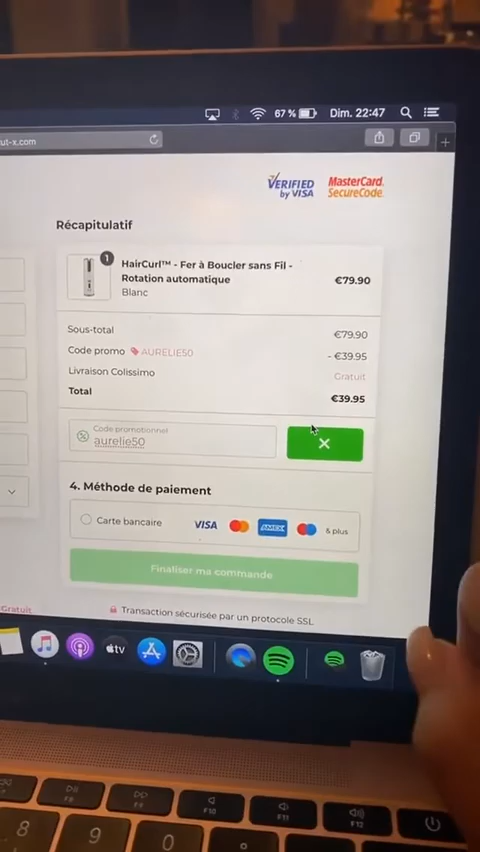 67 %
Dim. 22:47
ut-x.com
VERIFIED
by VISA
MasterCard.
SecureCode.
Récapitulatif
1
HairCurl™ - Fer à Boucler sans Fil -
Rotation automatique
Blanc
€79.90
Sous-total
€79.90
Code promo AURELIE50
- €39.95
Livraison Colissimo
Gratuit
Total
€39.95
Code promotionnel
aurelie50
4. Méthode de paiement
Carte bancaire
VISA
AMEX
& plus
Finaliser ma commande
Gratuit
Transaction sécurisée par un protocole SSL
tv
F8
F9
F10
F11
F12
8
9
0